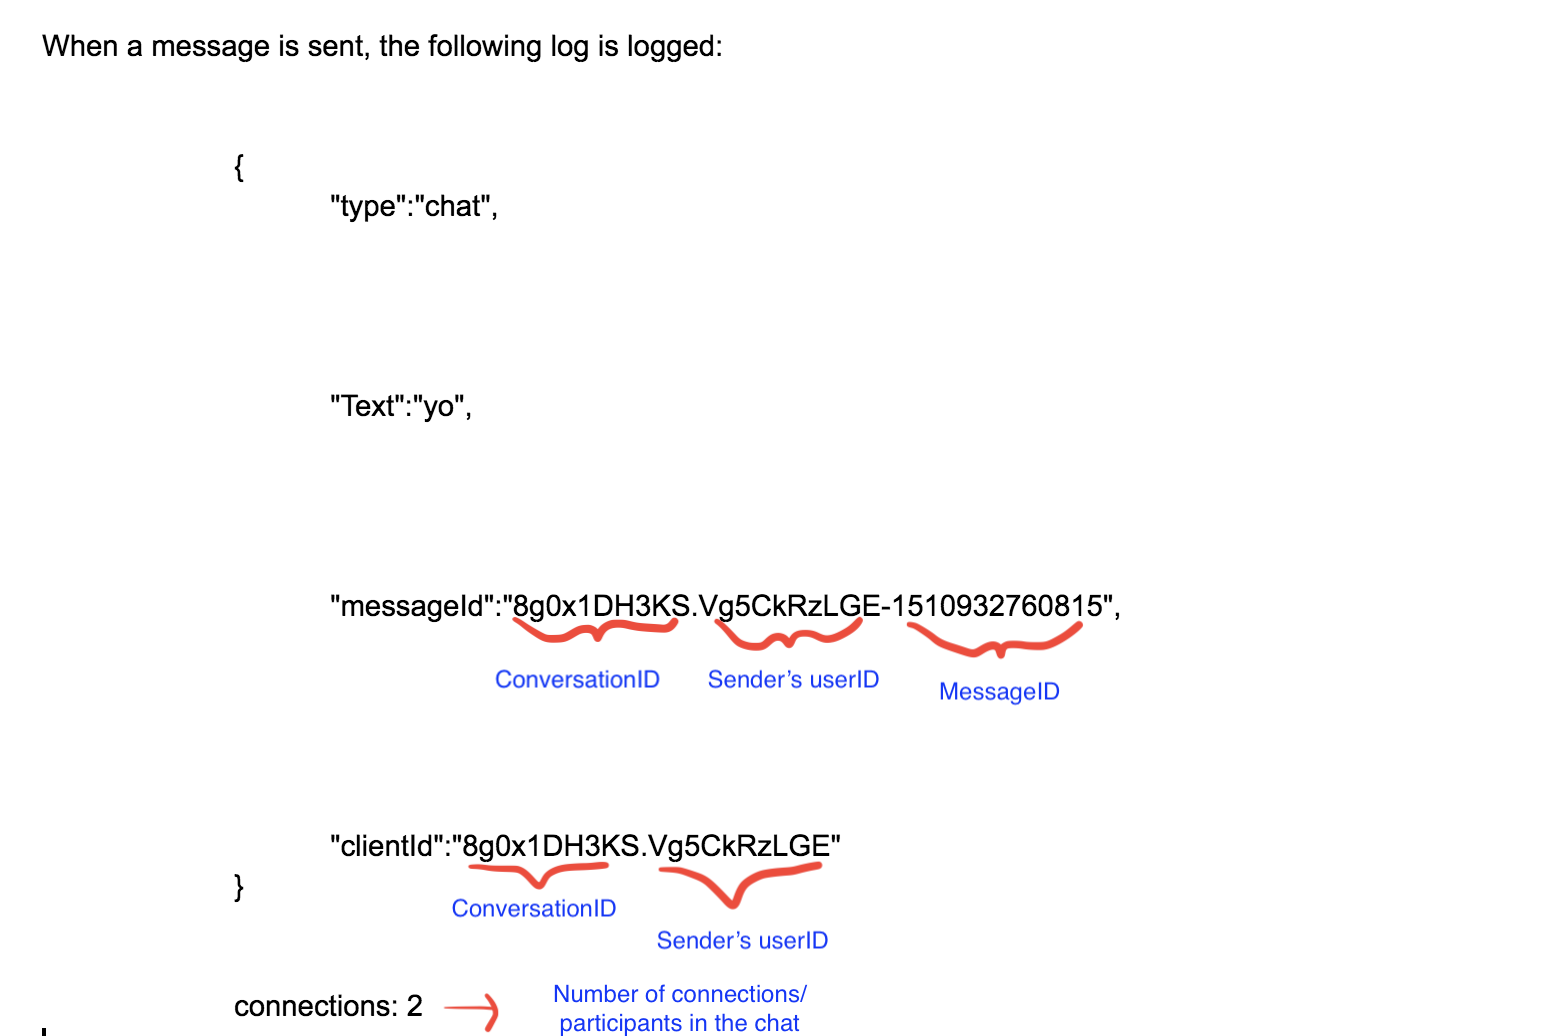 When a message is sent, the following log is logged:
{
"type":"chat",
"Text":"yo",
"messageId":"8g0x1DH3KS.Vg5CkRzLGE-1510932760815",
ConversationID Sender’s userID MessageID
"clientId":"8g0x1DH3KS.Vg5CkRzLGE"
}
ConversationID
Sender’s userID
connections: 2 Number of connections/
participants in the chat